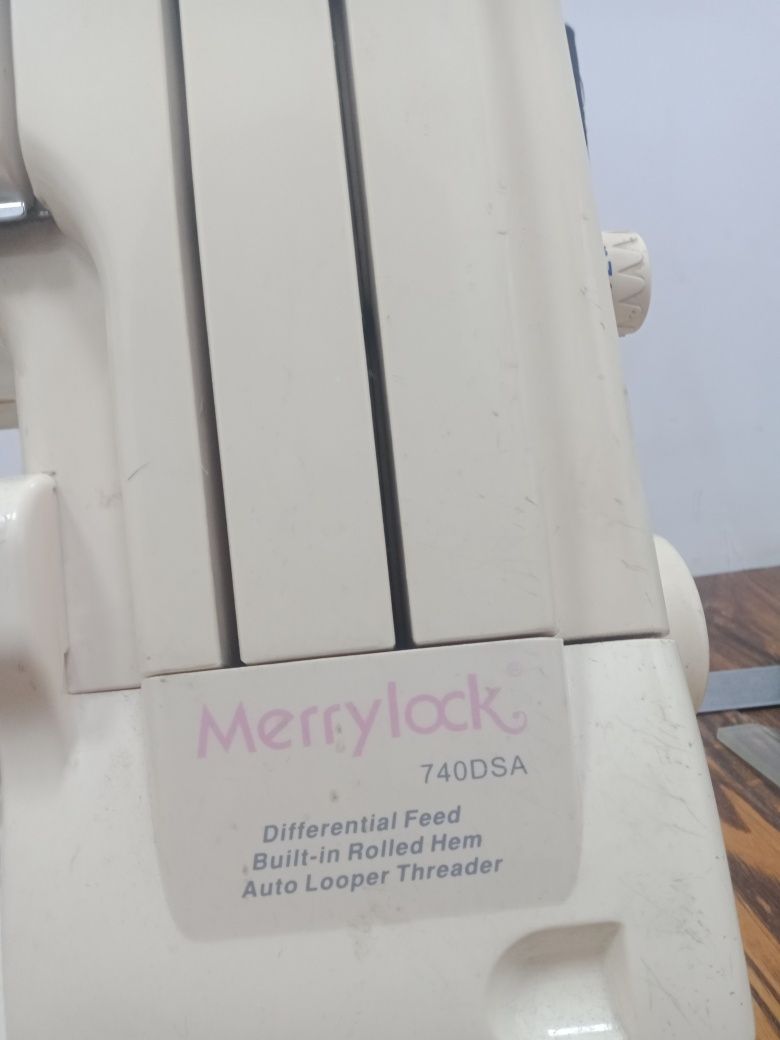 Merrylock®
740DSA
Differential Feed
Built-in Rolled Hem
Auto Looper Threader